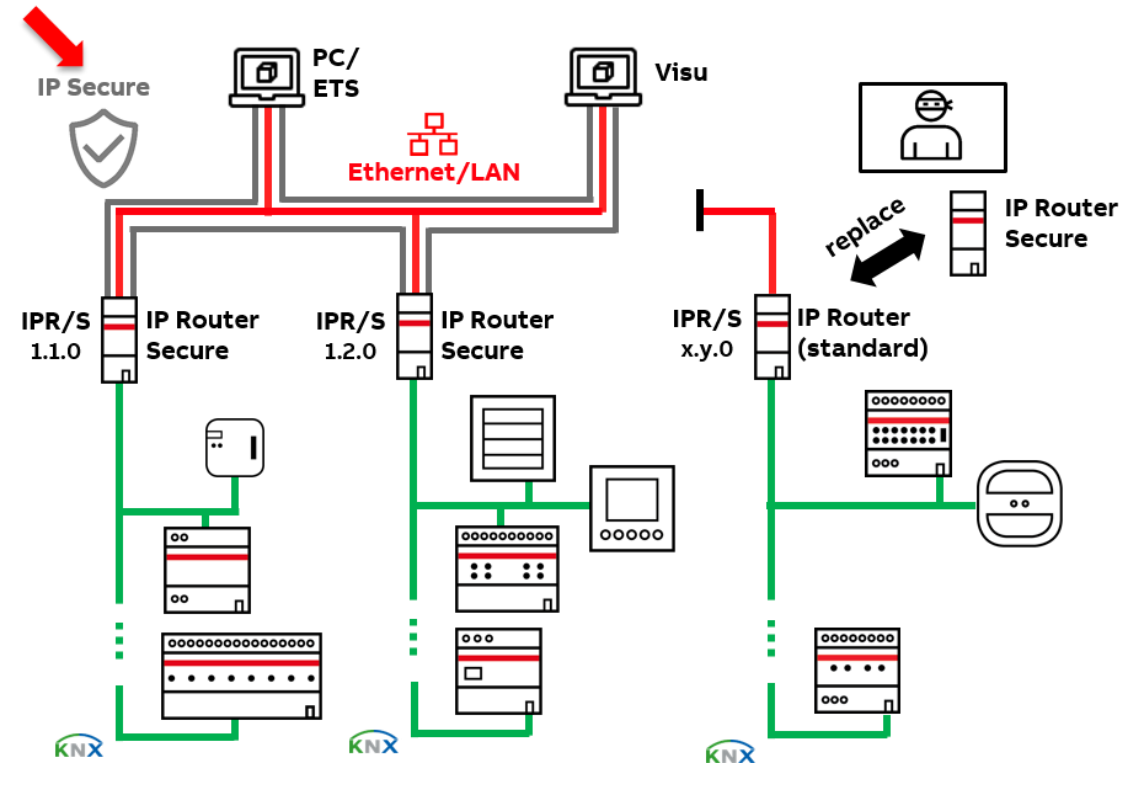 IP Secure
PC/
ETS
Visu
Ethernet/LAN
replace
IP Router
Secure
IPR/S
1.1.0
IP Router
Secure
IPR/S
1.2.0
IP Router
Secure
IPR/S
x.y.0
IP Router
(standard)
KNX
KNX
KNX